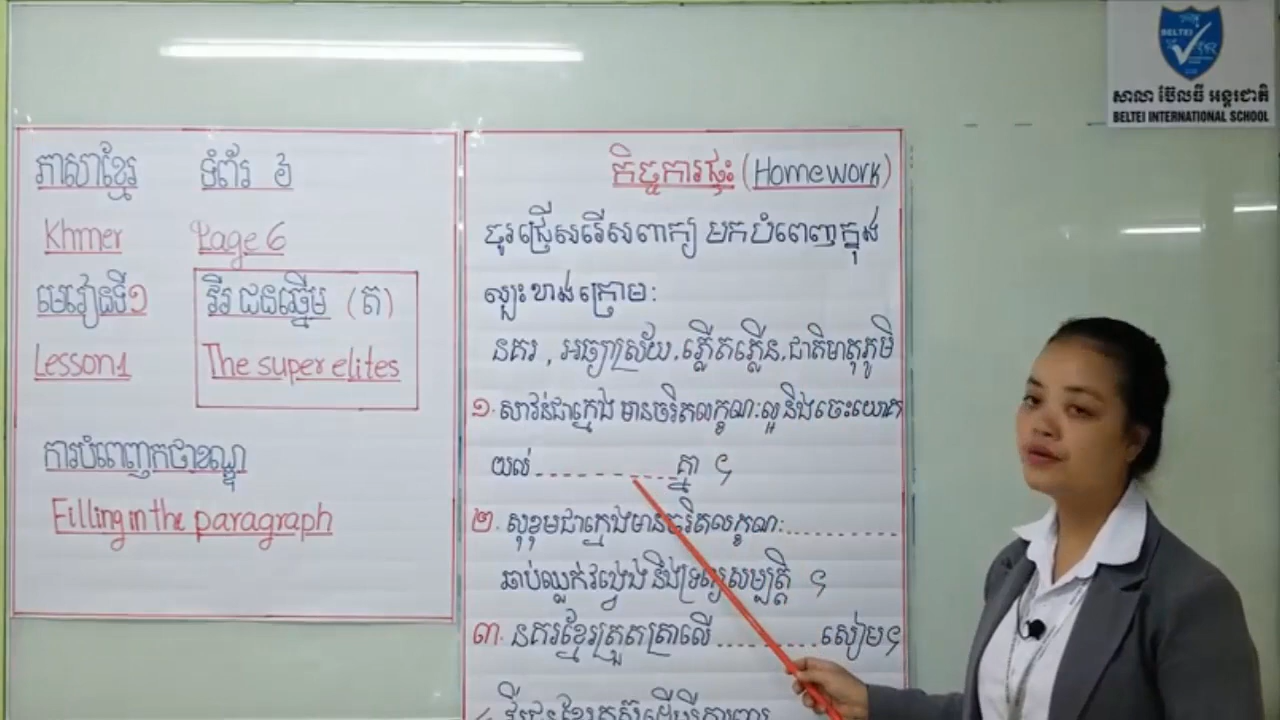 ភាសាខ្មែរ ទំព័រ ៦
Khmer Page 6
មេរៀនទី១ វីរជនឆ្នើម (ត)
Lesson1 The super elites
ការបំពេញកថាខណ្ឌ
Filling in the paragraph
កិច្ចការផ្ទះ (Homework)
ចូរជ្រើសរើសពាក្យ មកបំពេញក្នុង
ល្បះខាងក្រោម:
នគរ , អធ្យាស្រ័យ , ភ្លើតភ្លើន , ជាតិមាតុភូមិ
១. សាវ៉ន់ជាក្មេង មានចរិតលក្ខណៈល្អ និងចេះយោគ
យល់..........គ្នា ។
២. សុខុមជាក្មេងមានចរិតលក្ខណៈ..........
ឆាប់ឈ្លក់វង្វេង និងទ្រព្យសម្បត្តិ ។
៣. នគរខ្មែរត្រួតត្រាលើ..........សៀម។
សាលា ប៊ែលធី អន្តរជាតិ
BELTEI INTERNATIONAL SCHOOL
BELTEI